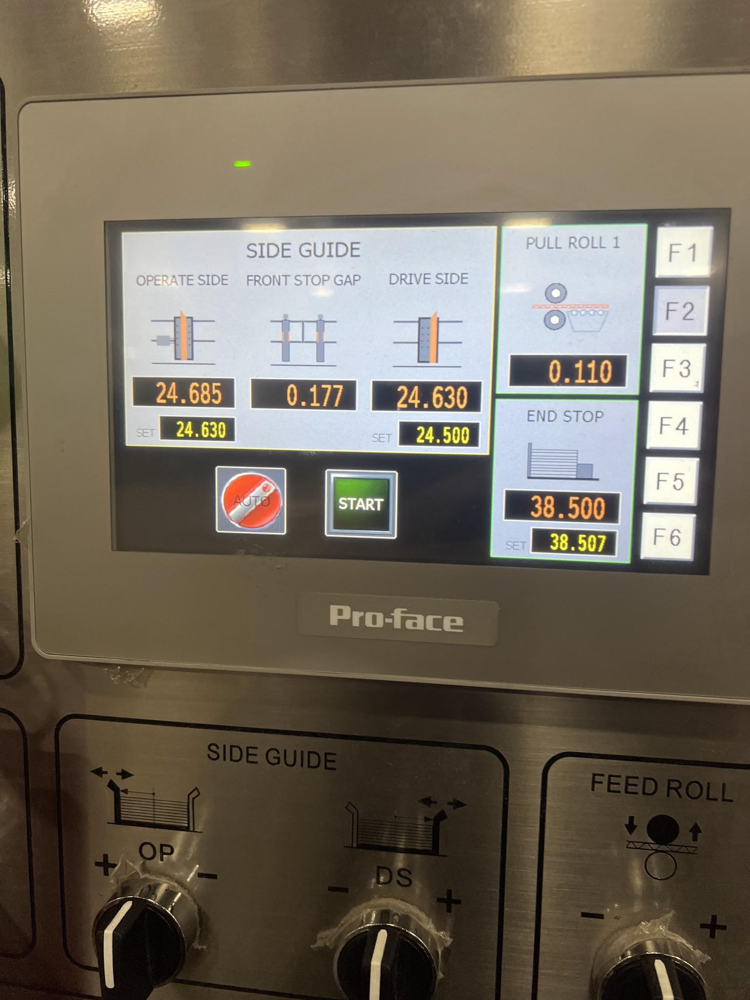 SIDE GUIDE
OPERATE SIDE FRONT STOP GAP DRIVE SIDE
24.685 0.177 24.630
SET 24.630 SET 24.500
AUTO START
PULL ROLL 1
0.110
END STOP
38.500
SET 38.507
F1
F2
F3
F4
F5
F6
Pro-face
SIDE GUIDE
OP
+ -
DS
- +
FEED ROLL
- +